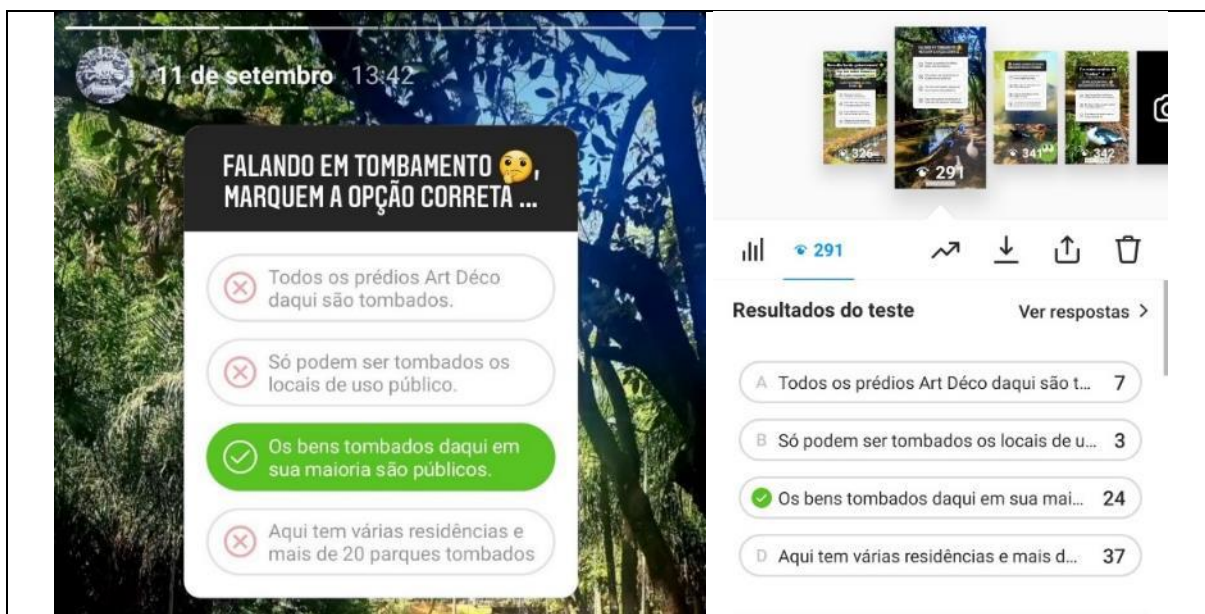 11 de setembro 13:42
FALANDO EM TOMBAMENTO 🤔,
MARQUEM A OPÇÃO CORRETA ...
Todos os prédios Art Déco
daqui são tombados.
Só podem ser tombados os
locais de uso público.
Os bens tombados daqui em
sua maioria são públicos.
Aqui tem várias residências e
mais de 20 parques tombados
326
291
341
342
291
Resultados do teste
Ver respostas >
A Todos os prédios Art Déco daqui são t... 7
B Só podem ser tombados os locais de u... 3
Os bens tombados daqui em sua mai... 24
D Aqui tem várias residências e mais d... 37